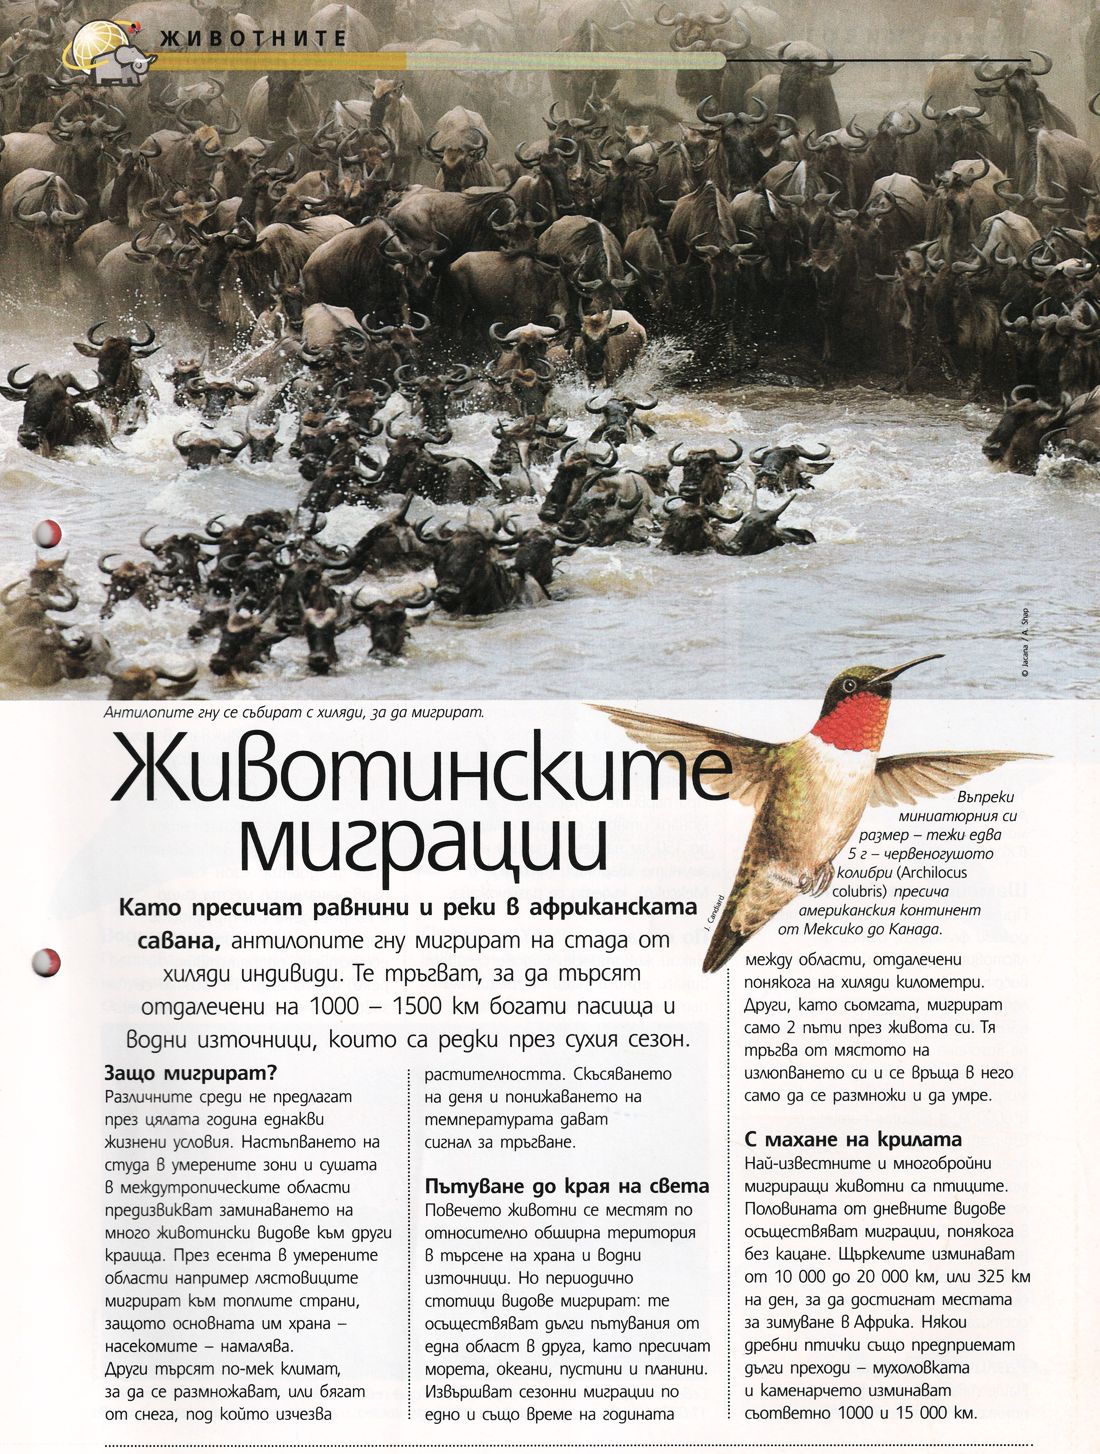 ЖИВОТНИТЕ
© Jacana / A. Shap
Антилопите гну се събират с хиляди, за да мигрират.
Животинските
миграции
Въпреки
миниатюрния си
размер – тежи едва
5 г – червеногушото
колибри (Archilocus
colubris) пресича
американския континент
от Мексико до Канада.
J. Candiard
Като пресичат равнини и реки в африканската
савана, антилопите гну мигрират на стада от
хиляди индивиди. Те тръгват, за да търсят
отдалечени на 1000 – 1500 км богати пасища и
водни източници, които са редки през сухия сезон.
Защо мигрират?
Различните среди не предлагат
през цялата година еднакви
жизнени условия. Настъпването на
студа в умерените зони и сушата
в междутропическите области
предизвикват заминаването на
много животински видове към други
краища. През есента в умерените
области например лястовиците
мигрират към топлите страни,
защото основната им храна –
насекомите – намалява.
Други търсят по-мек климат,
за да се размножават, или бягат
от снега, под който изчезва
растителността. Скъсяването
на деня и понижаването на
температурата дават
сигнал за тръгване.
Пътуване до края на света
Повечето животни се местят по
относително обширна територия
в търсене на храна и водни
източници. Но периодично
стотици видове мигрират: те
осъществяват дълги пътувания от
една област в друга, като пресичат
морета, океани, пустини и планини.
Извършват сезонни миграции по
едно и също време на годината
между области, отдалечени
понякога на хиляди километри.
Други, като сьомгата, мигрират
само 2 пъти през живота си. Тя
тръгва от мястото на
излюпването си и се връща в него
само да се размножи и да умре.
С махане на крилата
Най-известните и многобройни
мигриращи животни са птиците.
Половината от дневните видове
осъществяват миграции, понякога
без кацане. Щъркелите изминават
от 10 000 до 20 000 км, или 325 км
на ден, за да достигнат местата
за зимуване в Африка. Някои
дребни птички също предприемат
дълги преходи – мухоловката
и каменарчето изминават
съответно 1000 и 15 000 км.